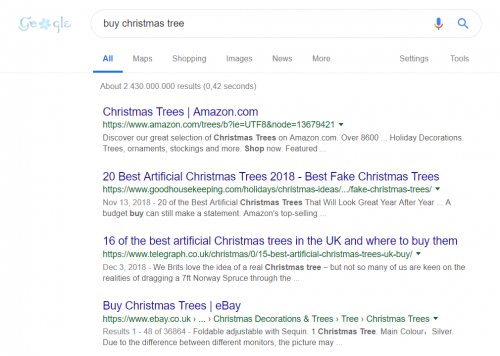 Google
buy christmas tree
All Maps Shopping Images News More Settings Tools
About 2.430.000.000 results (0,42 seconds)
Christmas Trees | Amazon.com
https://www.amazon.com/trees/b?ie=UTF8&node=13679421
Discover our great selection of Christmas Trees on Amazon.com. Over 8600 ... Holiday Decorations.
Trees, ornaments, stockings and more. Shop now. Featured ...
20 Best Artificial Christmas Trees 2018 - Best Fake Christmas Trees
https://www.goodhousekeeping.com/holidays/christmas-ideas/.../fake-christmas-trees/
Nov 13, 2018 - 20 of the Best Artificial Christmas Trees That Will Look Great Year After Year ... A
budget buy can still make a statement. Amazon's top-selling ...
16 of the best artificial Christmas trees in the UK and where to buy them
https://www.telegraph.co.uk/christmas/0/15-best-artificial-christmas-trees-uk-buy/
Dec 3, 2018 - We Brits love the idea of a real Christmas tree – but not so many of us are keen on the
realities of dragging a 7ft Norway Spruce through the ...
Buy Christmas Trees | eBay
https://www.ebay.co.uk › ... › Christmas Decorations & Trees › Tree › Christmas Trees
Results 1 - 48 of 36864 - Foldable adjustable with Sequin. 1 Christmas Tree. Main Colour, Silver.
Due to the difference between different monitors, the picture may ...